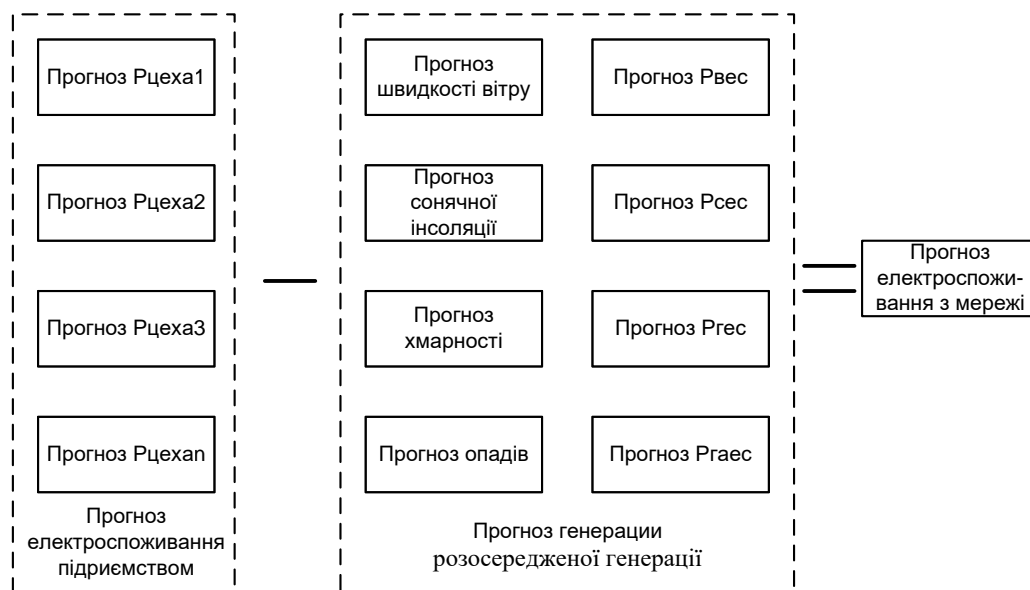 Прогноз Рцеха1
Прогноз Рцеха2
Прогноз Рцеха3
Прогноз Рцехаn
Прогноз
електроспоживання
підриємством
Прогноз
швидкості вітру
Прогноз
сонячної
інсоляції
Прогноз
хмарності
Прогноз опадів
Прогноз Рвес
Прогноз Рсес
Прогноз Ргес
Прогноз Ргаес
Прогноз генерации
розосередженої генерації
Прогноз
електроспожи-
вання з мережі